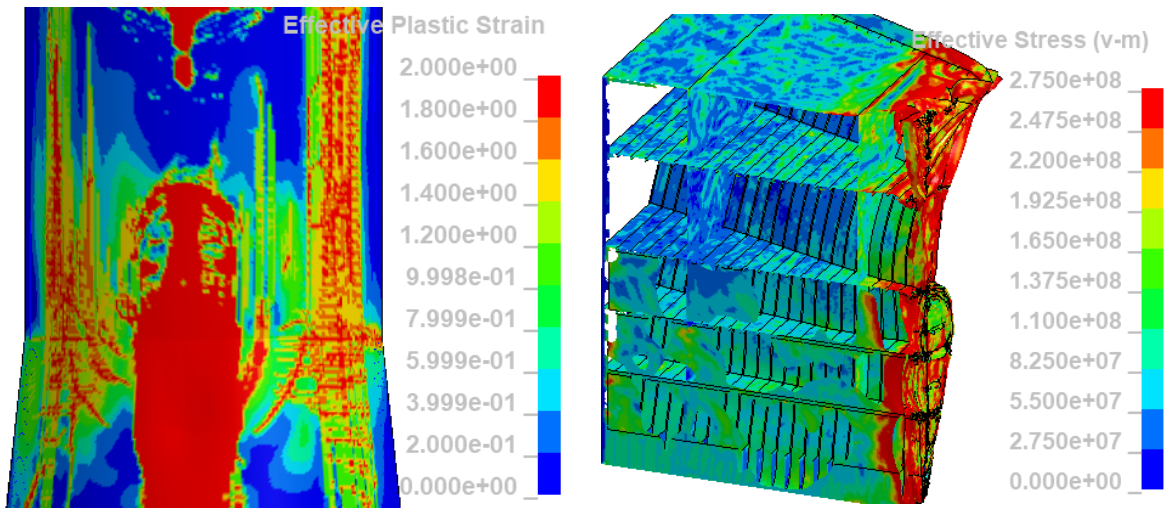 Effective Plastic Strain
2.000e+00
1.800e+00
1.600e+00
1.400e+00
1.200e+00
9.998e-01
7.999e-01
5.999e-01
3.999e-01
2.000e-01
0.000e+00
Effective Stress (v-m)
2.750e+08
2.475e+08
2.200e+08
1.925e+08
1.650e+08
1.375e+08
1.100e+08
8.250e+07
5.500e+07
2.750e+07
0.000e+00